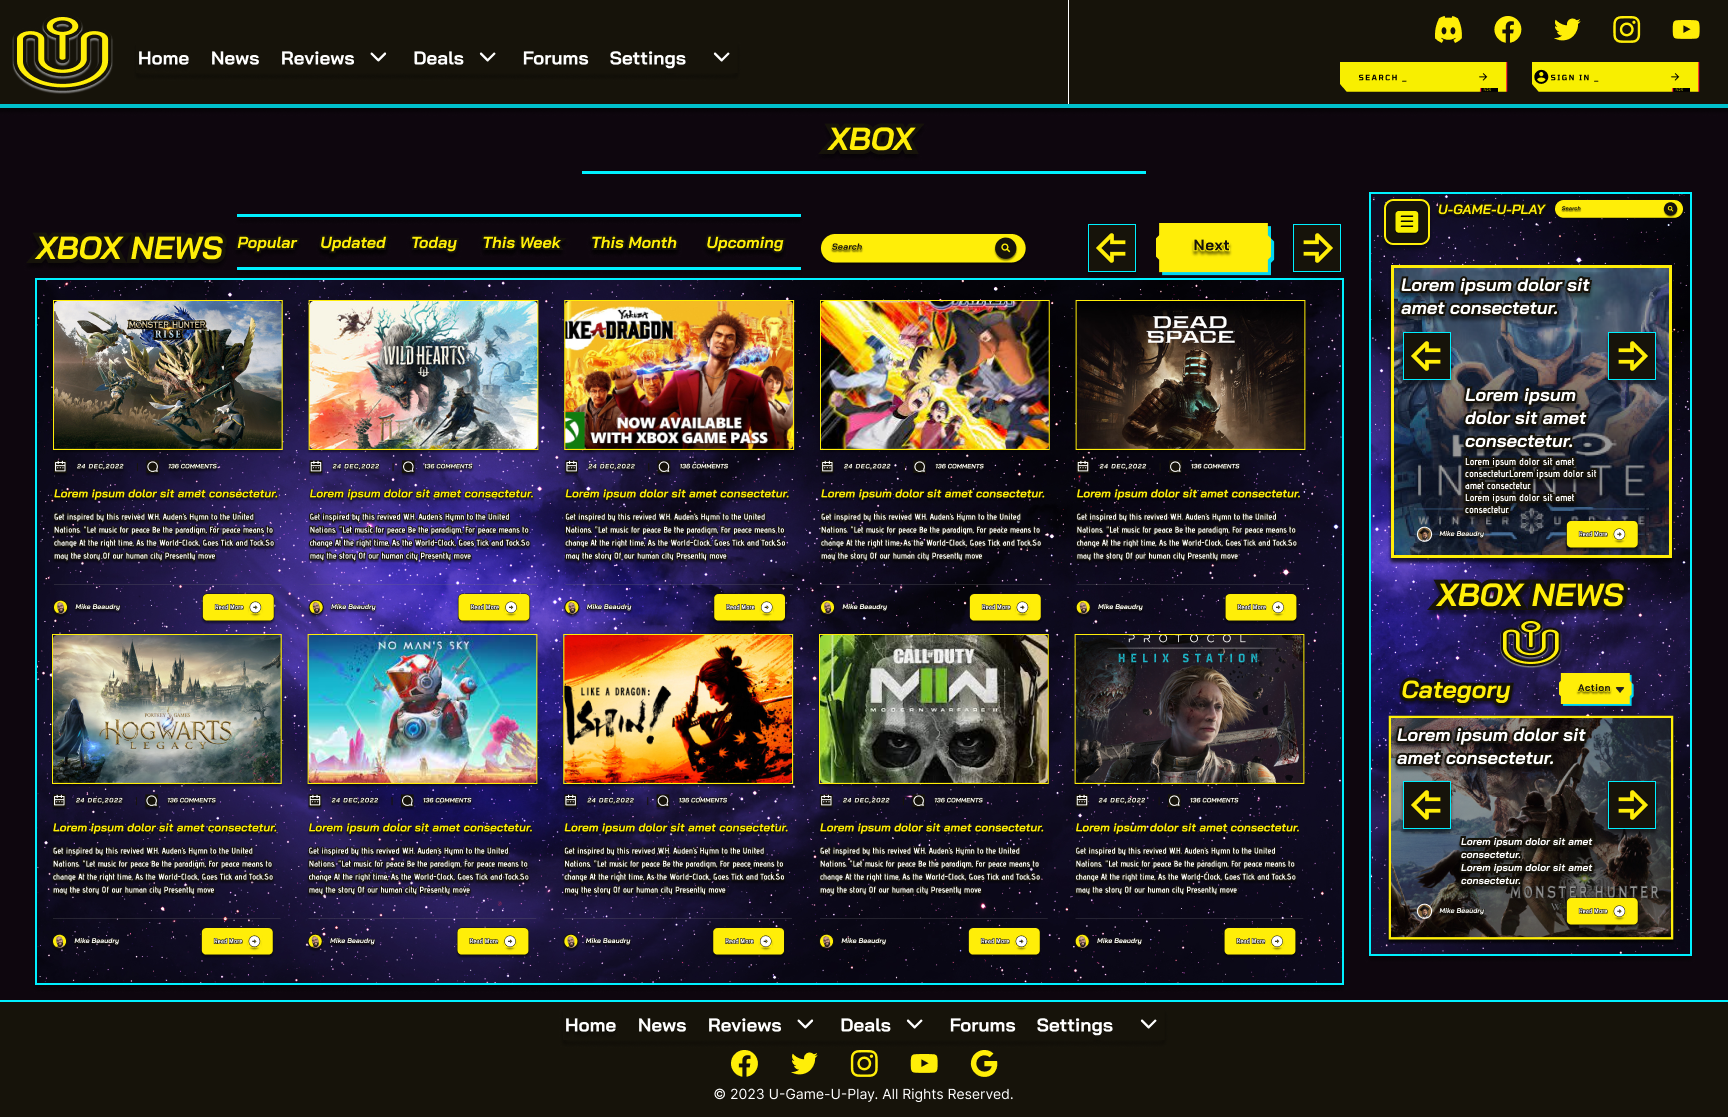 Home News Reviews Deals Forums Settings
SEARCH _
SIGN IN _
XBOX
XBOX NEWS
Popular Updated Today This Week This Month Upcoming
Search
Next
MONSTER HUNTER
RISE
WILD HEARTS
Yakuza
LIKE A DRAGON
NOW AVAILABLE
WITH XBOX GAME PASS
DEAD
SPACE
24 DEC,2022 136 COMMENTS
24 DEC,2022 136 COMMENTS
24 DEC,2022 136 COMMENTS
24 DEC,2022 136 COMMENTS
24 DEC,2022 136 COMMENTS
Lorem ipsum dolor sit amet consectetur.
Lorem ipsum dolor sit amet consectetur.
Lorem ipsum dolor sit amet consectetur.
Lorem ipsum dolor sit amet consectetur.
Lorem ipsum dolor sit amet consectetur.
Get inspired by this revived W.H. Auden's Hymn to the United
Nations. "Let music for peace Be the paradigm, For peace means to
change At the right time, As the World-Clock, Goes Tick and Tock.So
may the story Of our human city Presently move
Get inspired by this revived W.H. Auden's Hymn to the United
Nations. "Let music for peace Be the paradigm, For peace means to
change At the right time, As the World-Clock, Goes Tick and Tock.So
may the story Of our human city Presently move
Get inspired by this revived W.H. Auden's Hymn to the United
Nations. "Let music for peace Be the paradigm, For peace means to
change At the right time, As the World-Clock, Goes Tick and Tock.So
may the story Of our human city Presently move
Get inspired by this revived W.H. Auden's Hymn to the United
Nations. "Let music for peace Be the paradigm, For peace means to
change At the right time, As the World-Clock, Goes Tick and Tock.So
may the story Of our human city Presently move
Get inspired by this revived W.H. Auden's Hymn to the United
Nations. "Let music for peace Be the paradigm, For peace means to
change At the right time, As the World-Clock, Goes Tick and Tock.So
may the story Of our human city Presently move
Mike Beaudry Read More
Mike Beaudry Read More
Mike Beaudry Read More
Mike Beaudry Read More
Mike Beaudry Read More
PORTKEY GAMES
HOGWARTS
LEGACY
NO MAN'S SKY
LIKE A DRAGON:
ISHIN!
CALL OF DUTY
MWII
MODERN WARFARE II
PROTOCOL
HELIX STATION
24 DEC,2022 136 COMMENTS
24 DEC,2022 136 COMMENTS
24 DEC,2022 136 COMMENTS
24 DEC,2022 136 COMMENTS
24 DEC,2022 136 COMMENTS
Lorem ipsum dolor sit amet consectetur.
Lorem ipsum dolor sit amet consectetur.
Lorem ipsum dolor sit amet consectetur.
Lorem ipsum dolor sit amet consectetur.
Lorem ipsum dolor sit amet consectetur.
Get inspired by this revived W.H. Auden's Hymn to the United
Nations. "Let music for peace Be the paradigm, For peace means to
change At the right time, As the World-Clock, Goes Tick and Tock.So
may the story Of our human city Presently move
Get inspired by this revived W.H. Auden's Hymn to the United
Nations. "Let music for peace Be the paradigm, For peace means to
change At the right time, As the World-Clock, Goes Tick and Tock.So
may the story Of our human city Presently move
Get inspired by this revived W.H. Auden's Hymn to the United
Nations. "Let music for peace Be the paradigm, For peace means to
change At the right time, As the World-Clock, Goes Tick and Tock.So
may the story Of our human city Presently move
Get inspired by this revived W.H. Auden's Hymn to the United
Nations. "Let music for peace Be the paradigm, For peace means to
change At the right time, As the World-Clock, Goes Tick and Tock.So
may the story Of our human city Presently move
Get inspired by this revived W.H. Auden's Hymn to the United
Nations. "Let music for peace Be the paradigm, For peace means to
change At the right time, As the World-Clock, Goes Tick and Tock.So
may the story Of our human city Presently move
Mike Beaudry Read More
Mike Beaudry Read More
Mike Beaudry Read More
Mike Beaudry Read More
Mike Beaudry Read More
U-GAME-U-PLAY Search
Lorem ipsum dolor sit
amet consectetur.
Lorem ipsum
dolor sit amet
consectetur.
Lorem ipsum dolor sit amet
consectetur.Lorem ipsum dolor sit
amet consectetur.
Lorem ipsum dolor sit amet
consectetur.
HALO
INFINITE
WINTER UPDATE
Mike Beaudry Read More
XBOX NEWS
Category Action
Lorem ipsum dolor sit
amet consectetur.
Lorem ipsum dolor sit amet
consectetur.
Lorem ipsum dolor sit amet
consectetur.
MONSTER HUNTER
Mike Beaudry Read More
Home News Reviews Deals Forums Settings
© 2023 U-Game-U-Play. All Rights Reserved.